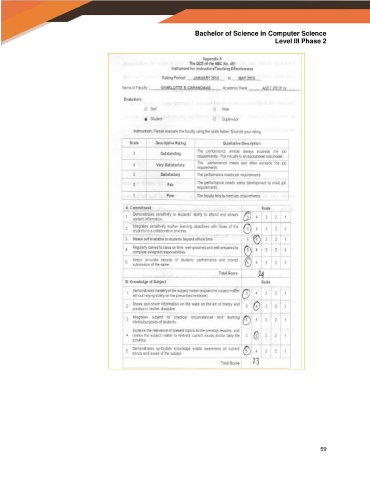 Bachelor of Science in Computer Science
Level III Phase 2
Appendix A
The QCE of the NBC No. 461
Instrument for Instruction/Teaching Effectiveness
Rating Period: JANUARY 2015 to MAY 2015
Name of Faculty: CHARLOTTE B. CARANDANG Academic Rank:
Evaluators:
Self Peer
Student Supervisor
Instruction: Please evaluate the faculty using the scale below. Encircle your rating.
Scale Descriptive Rating Qualitative Description
5 Outstanding The performance almost always exceeds the job
requirements. The Faculty is an exceptional role model
4 Very Satisfactory The performance meets and often exceeds the job
requirements
3 Satisfactory The performance meets job requirements
2 Fair The performance needs some development to meet job
requirements
1 Poor The faculty fails to meet job requirements
A. Commitment Scale
1. Demonstrates sensitivity to students' ability to attend and absorb
content information. 5 4 3 2 1
2. Integrates sensitively his/her learning objectives with those of the
students in a collaborative process. 5 4 3 2 1
3. Makes self available to students beyond official time 5 4 3 2 1
4. Regularly comes to class on time, well-groomed and well-prepared to
complete assigned responsibilities. 5 4 3 2 1
5. Keeps accurate records of students' performance and prompt
submission of the same. 5 4 3 2 1
Total Score 24
B. Knowledge of Subject Scale
1. Demonstrates mastery of the subject matter (explain the subject matter
without relying solely on the prescribed textbook). 5 4 3 2 1
2. Draws and share information on the state on the art of theory and
practice in his/her discipline. 5 4 3 2 1
3. Integrates subject to practical circumstances and learning
intents/purposes of students. 5 4 3 2 1
4. Explains the relevance of present topics to the previous lessons, and
relates the subject matter to relevant current issues and/or daily life
activities. 5 4 3 2 1
5. Demonstrates up-to-date knowledge and/or awareness on current
trends and issues of the subject. 5 4 3 2 1
Total Score 23
59